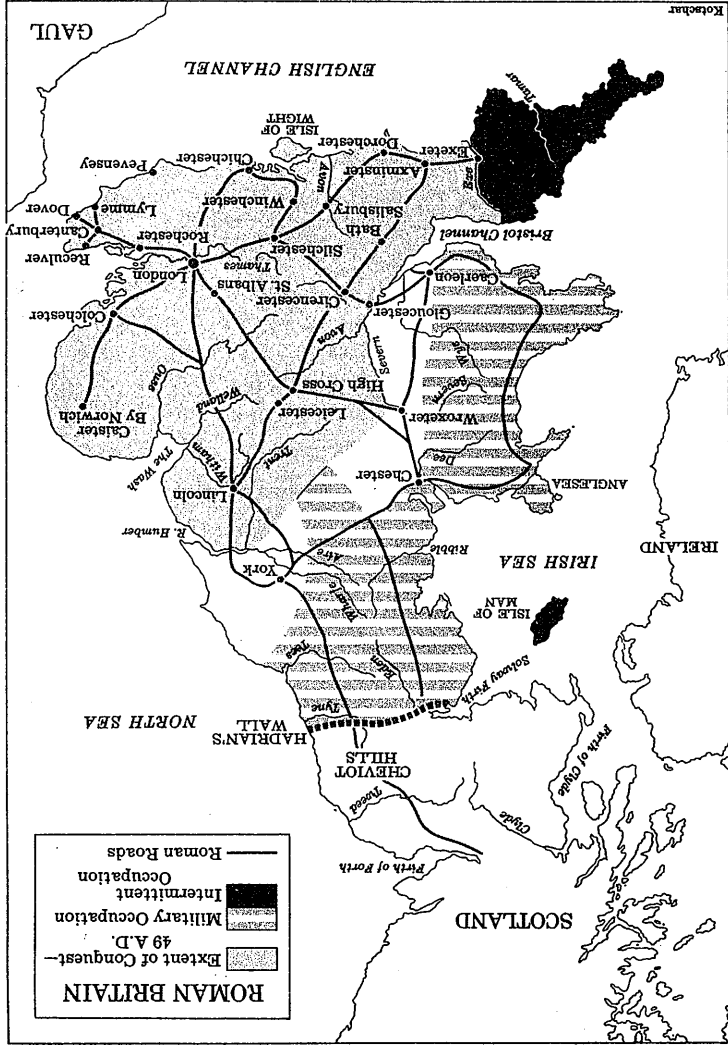 ROMAN BRITAIN
Extent of Conquest—
49 A.D.
Military Occupation
Intermittent
Occupation
Roman Roads
SCOTLAND
Firth of Forth
Clyde
Tweed
Firth of Clyde
CHEVIOT
HILLS
HADRIAN'S
WALL
NORTH SEA
Solway Firth
Tyne
Eden
Tees
ISLE OF
MAN
IRISH SEA
IRELAND
Wharfe
York
Ribble
Aire
R. Humber
ANGLESEA
Chester
Lincoln
Dee
Trent
Witham
The Wash
Wroxeter
Leicester
Welland
Caister
By Norwich
Severn
High Cross
Wye
Severn
Avon
Ouse
Gloucester
Cirencester
St. Albans
Colchester
Caerleon
Thames
London
Bristol Channel
Bath
Silchester
Rochester
Reculver
Canterbury
Salisbury
Winchester
Lymme
Dover
Exeter
Axminster
Dorchester
Avon
Chichester
Pevensey
Tamar
ISLE OF
WIGHT
ENGLISH CHANNEL
GAUL
Kotschar